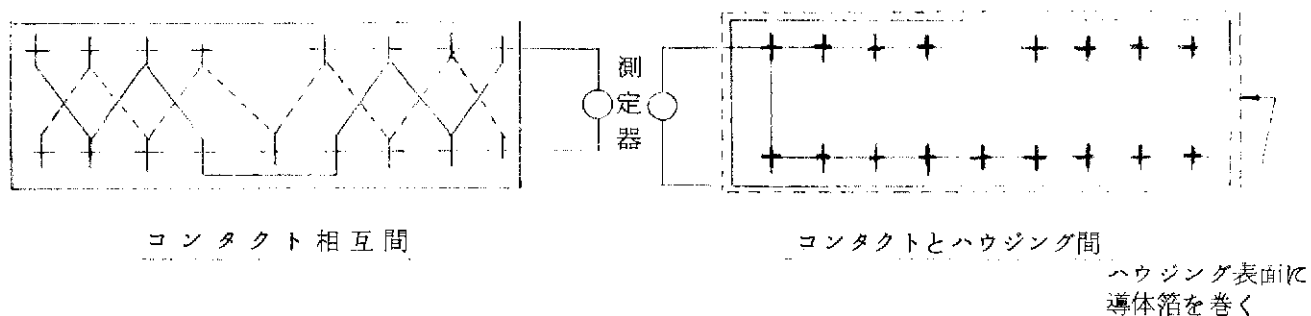 測定器
コンタクト相互間
コンタクトとハウジング間
ハウジング表面に
導体箔を巻く